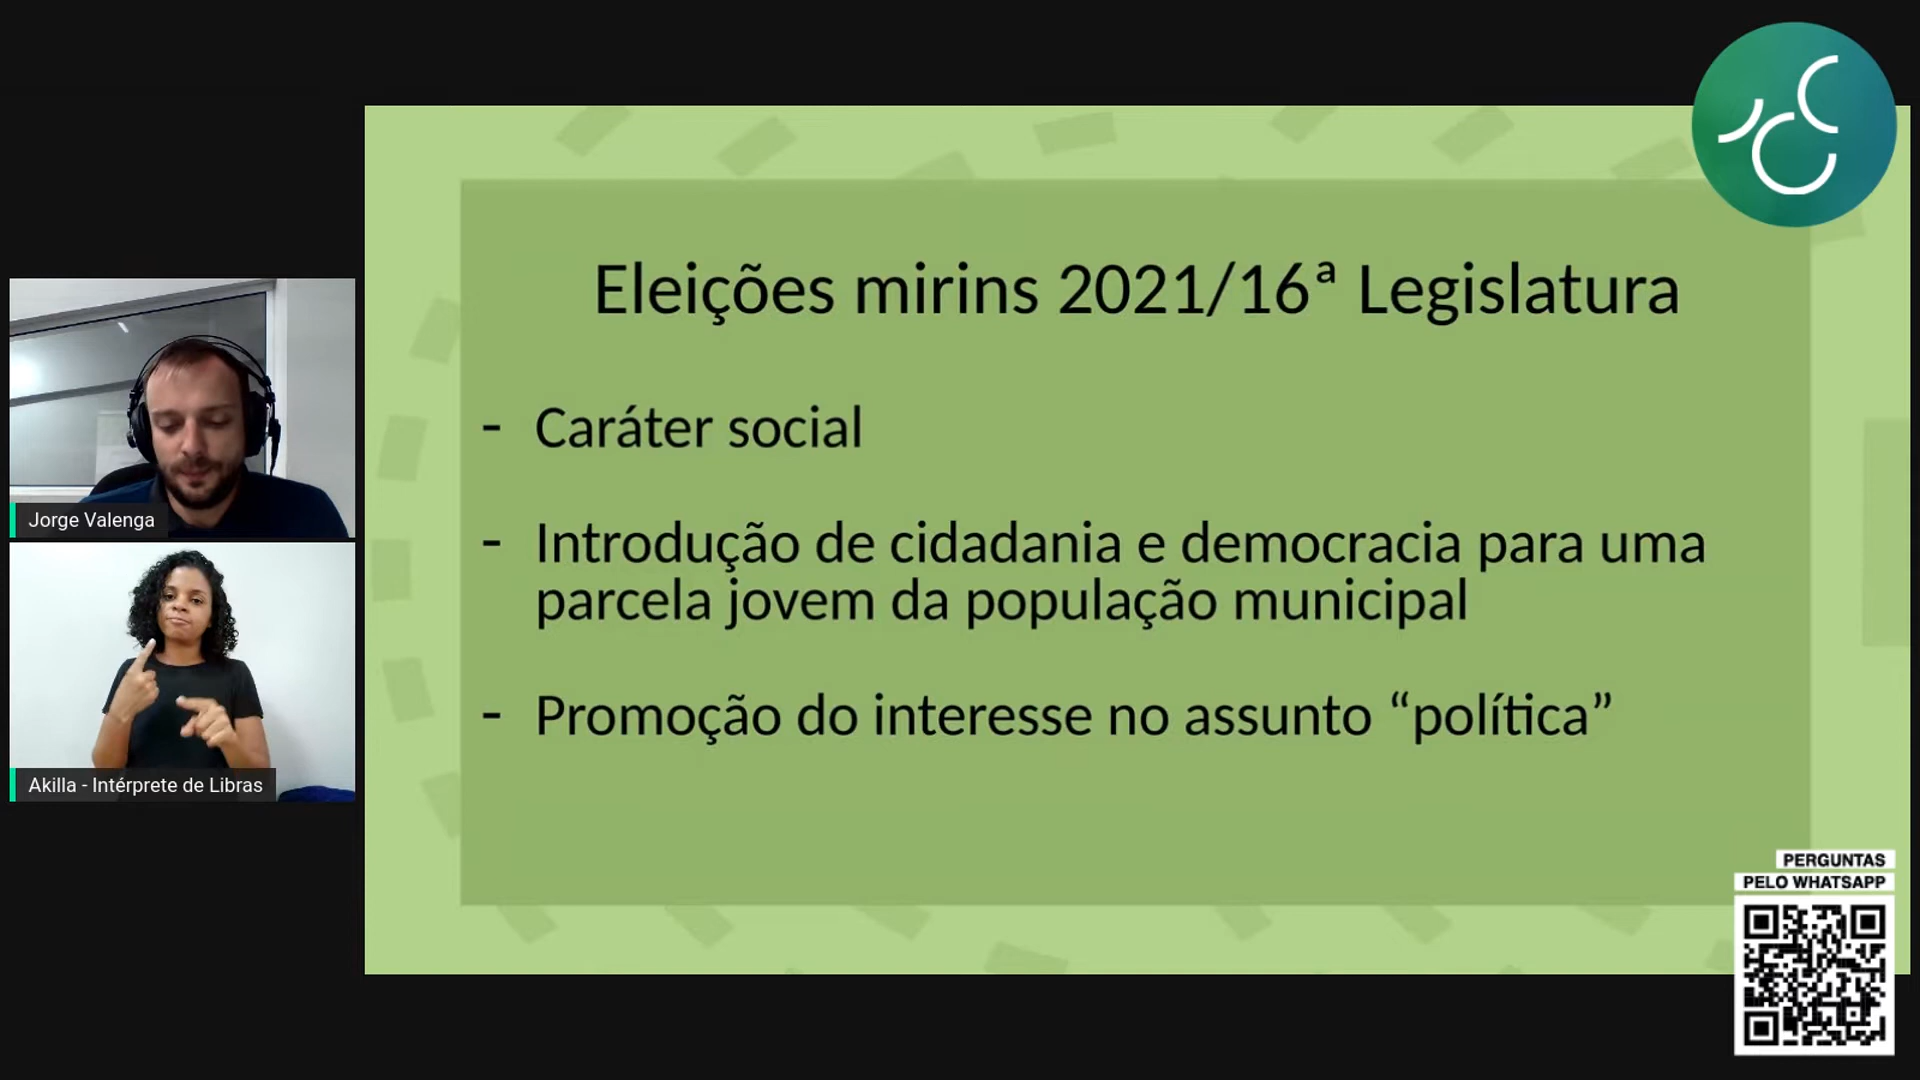 Eleições mirins 2021/16ª Legislatura
- Caráter social
- Introdução de cidadania e democracia para uma
parcela jovem da população municipal
- Promoção do interesse no assunto “política”
Jorge Valenga
Akilla - Intérprete de Libras
PERGUNTAS
PELO WHATSAPP